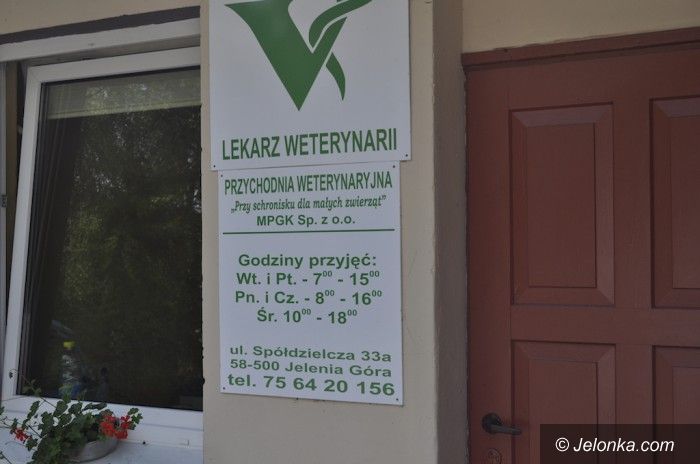 LEKARZ WETERYNARII
PRZYCHODNIA WETERYNARYJNA
„Przy schronisku dla małych zwierząt”
MPGK Sp. z o.o.
Godziny przyjęć:
Wt. i Pt. - 7⁰⁰ - 15⁰⁰
Pn. i Cz. - 8⁰⁰ - 16⁰⁰
Śr. 10⁰⁰ - 18⁰⁰
ul. Spółdzielcza 33a
58-500 Jelenia Góra
tel. 75 64 20 156
© Jelonka.com